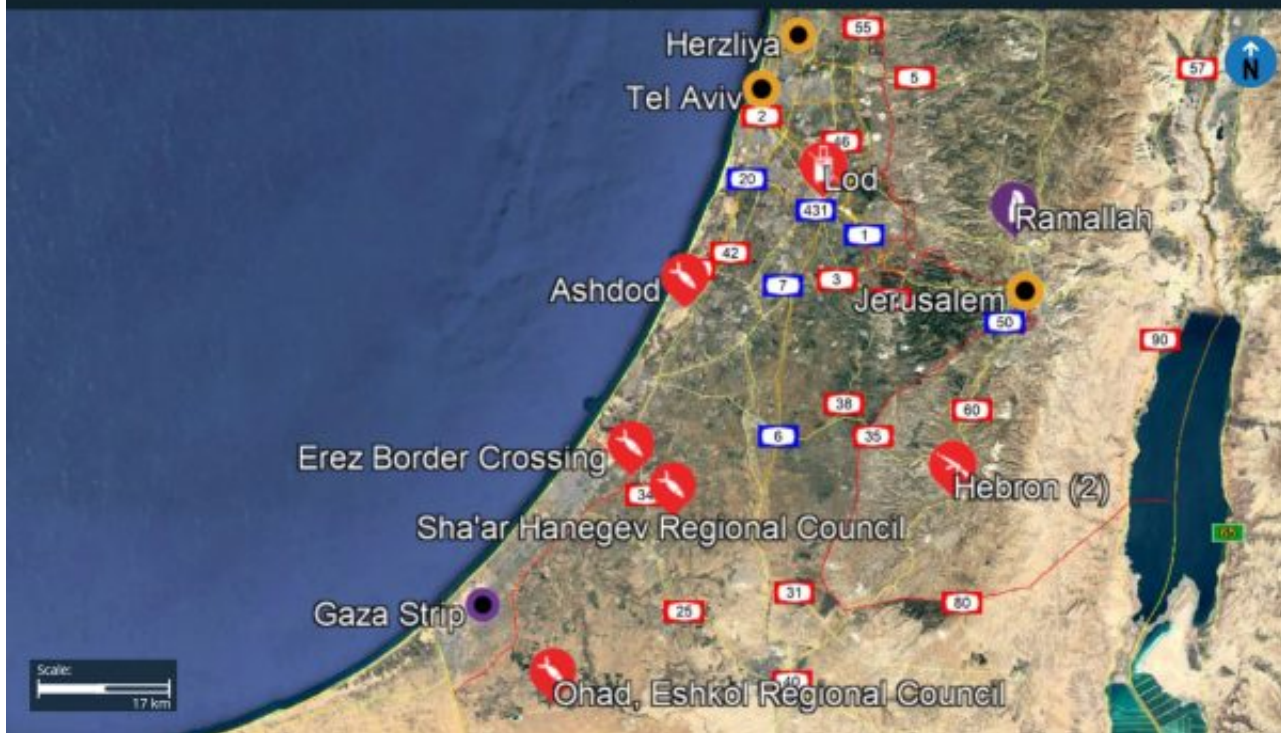 Herzliya
55
57
N
5
Tel Aviv
2
46
Lod
20
431
1
Ramallah
42
Ashdod
7
3
Jerusalem
50
90
38
60
6
35
Erez Border Crossing
34
Hebron (2)
Sha'ar Hanegev Regional Council
65
Gaza Strip
31
25
80
Scale:
17 km
40
Ohad, Eshkol Regional Council